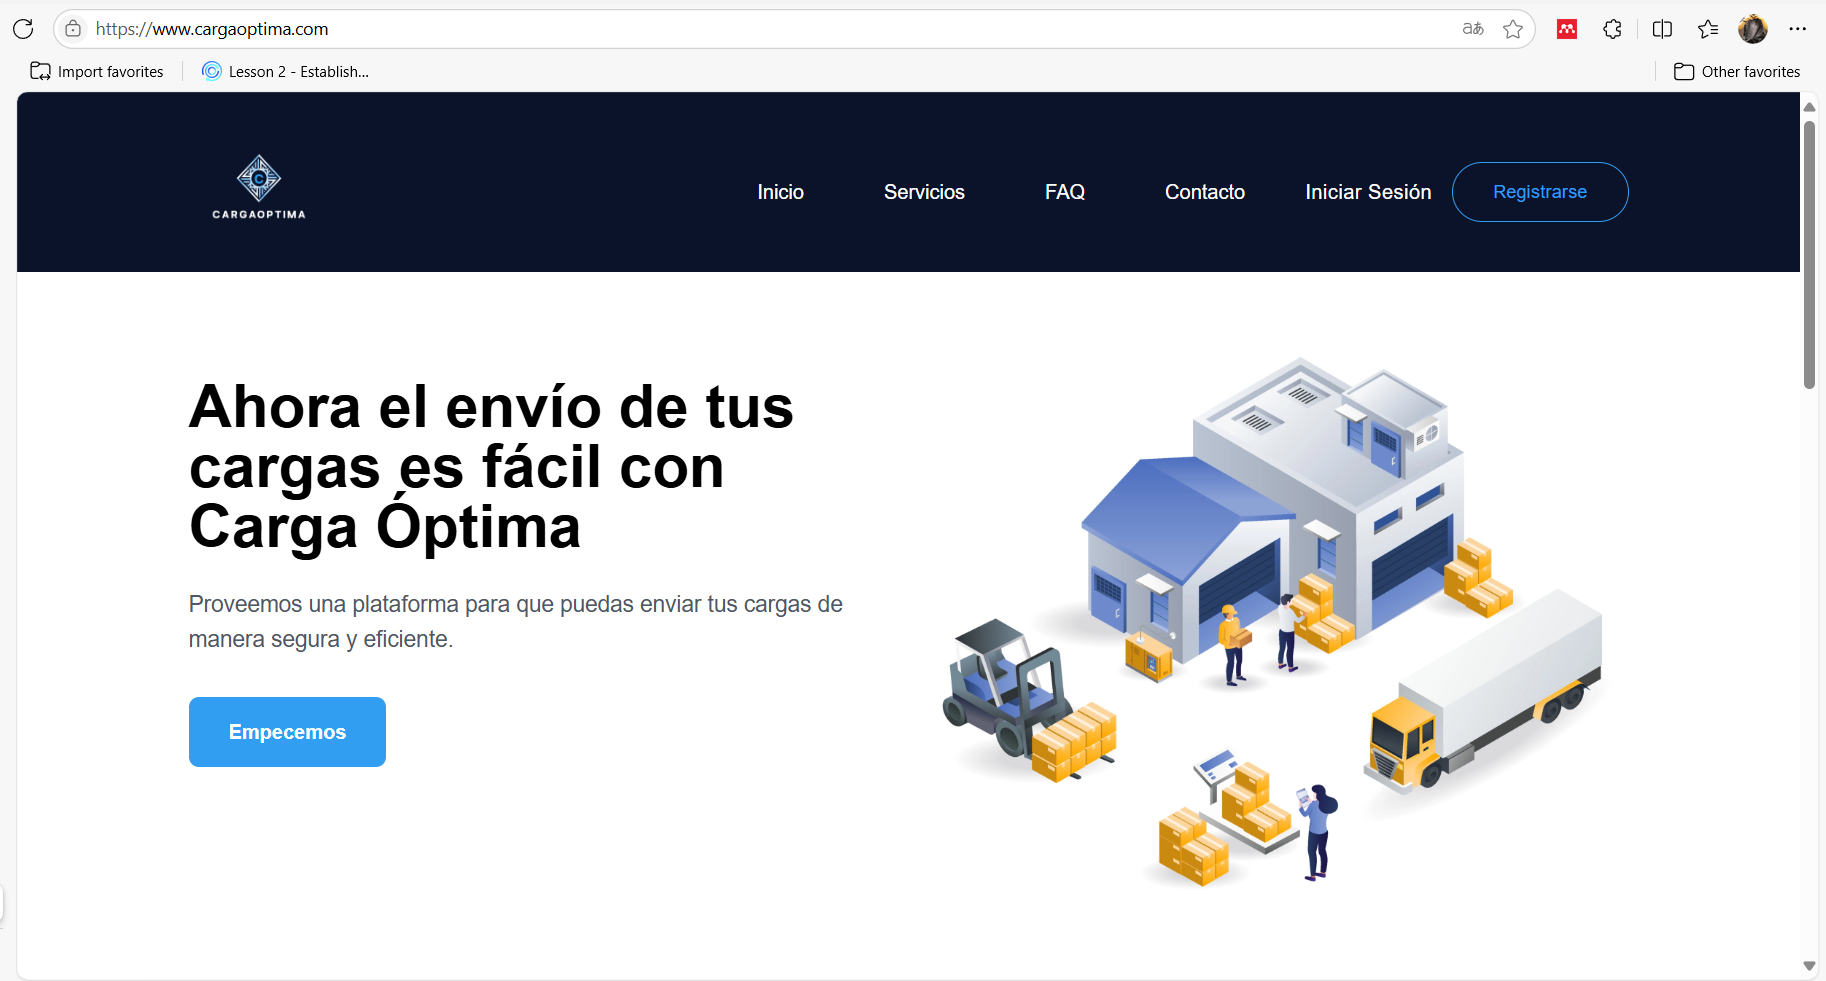 https://www.cargaoptima.com
Import favorites
Lesson 2 - Establish...
Other favorites
C
CARGAOPTIMA
Inicio
Servicios
FAQ
Contacto
Iniciar Sesión
Registrarse
Ahora el envío de tus
cargas es fácil con
Carga Óptima
Proveemos una plataforma para que puedas enviar tus cargas de
manera segura y eficiente.
Empecemos